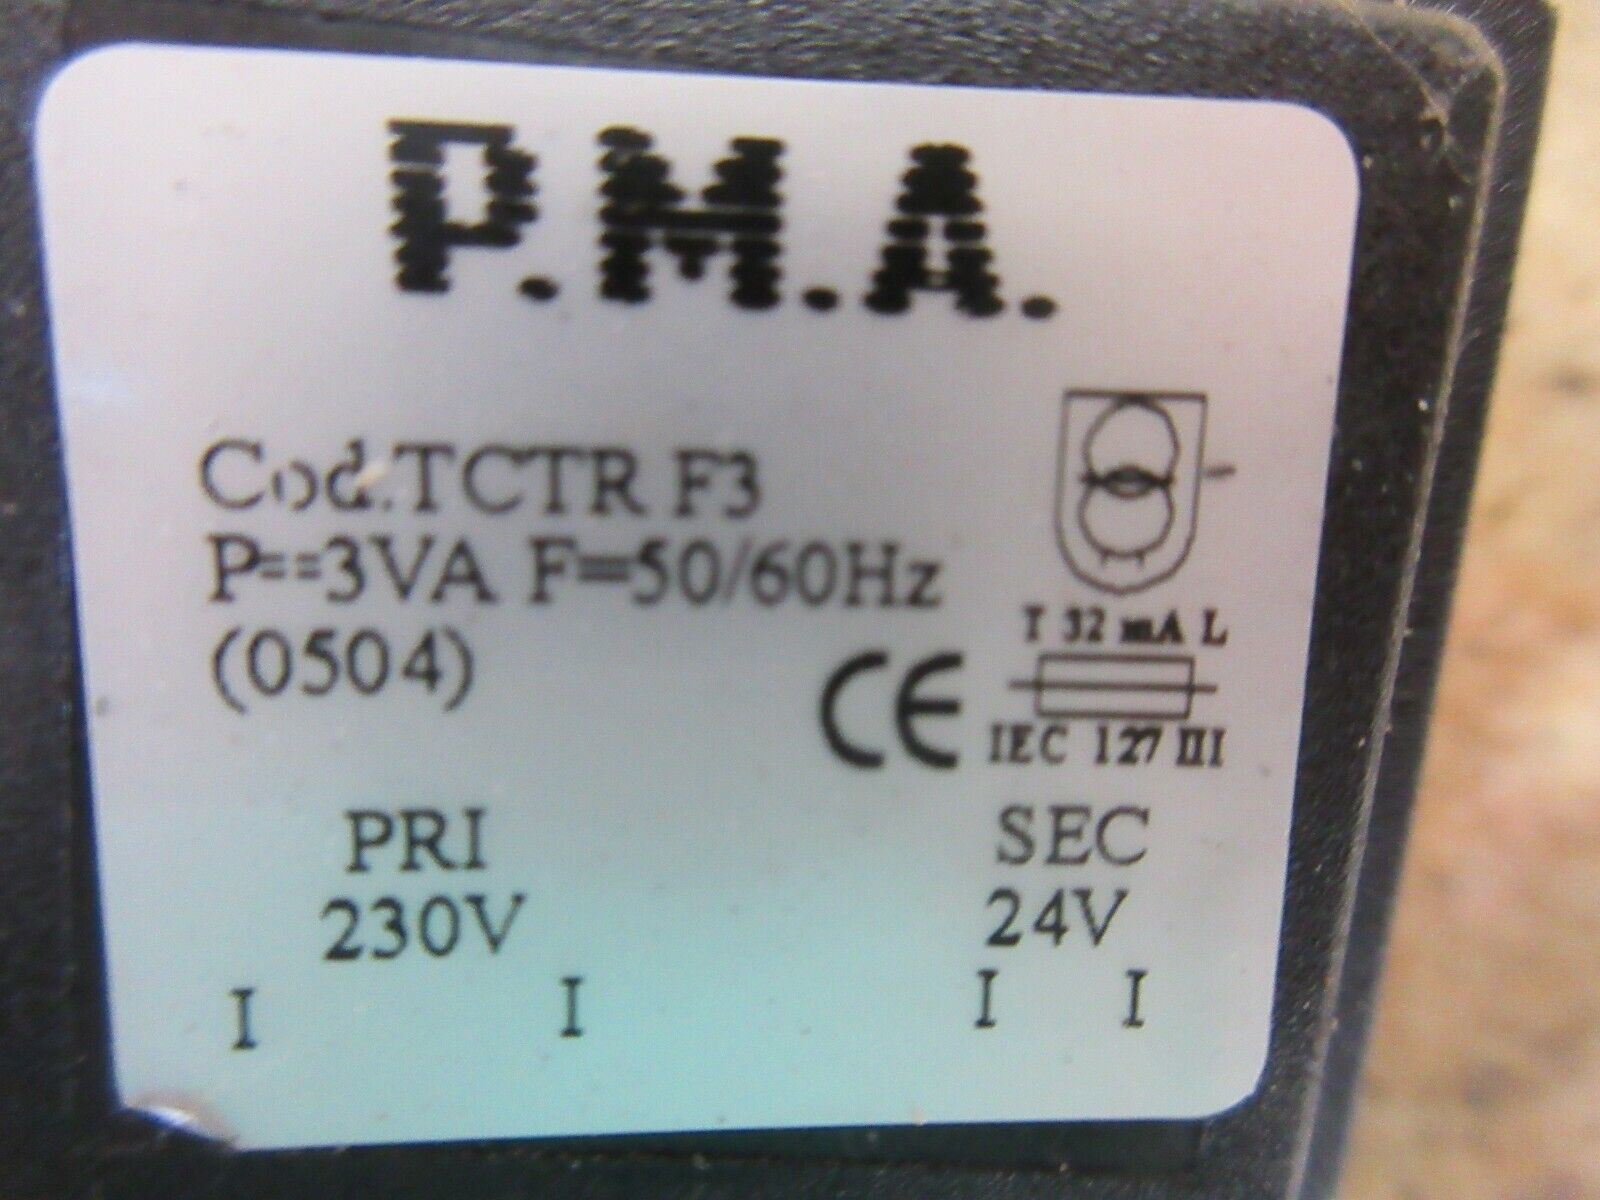 P.M.A.
Cod.TCTR F3
P==3VA F=50/60Hz
(0504)
T 32 mA L
CE
IEC 127 III
PRI
230V
SEC
24V
I I I I